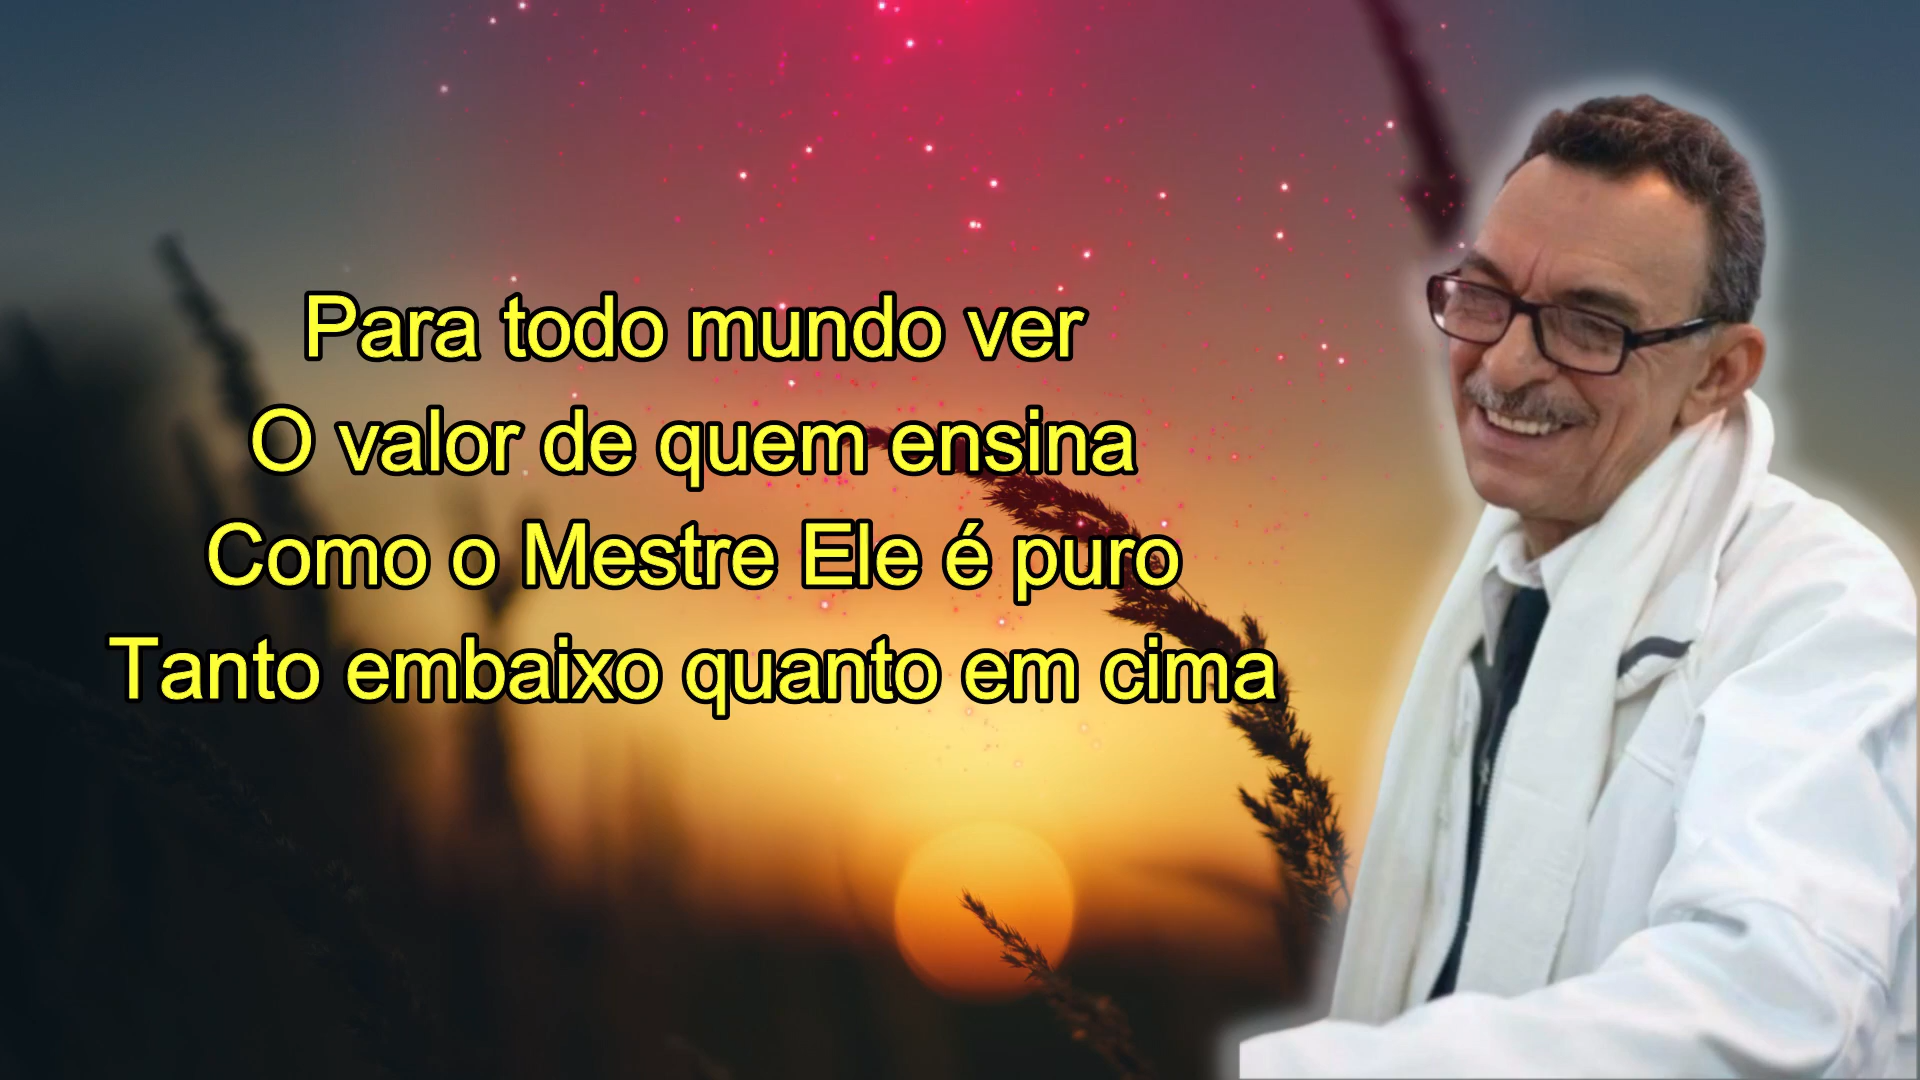 Para todo mundo ver
O valor de quem ensina
Como o Mestre Ele é puro
Tanto embaixo quanto em cima